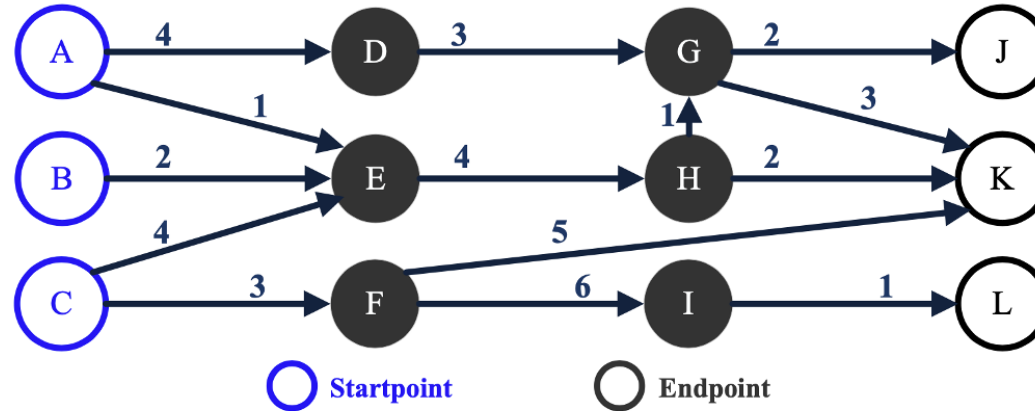 A 4 D 3 G 2 J
1 3
B 2 E 4 1 H 2 K
4 5
C 3 F 6 I 1 L
Startpoint Endpoint